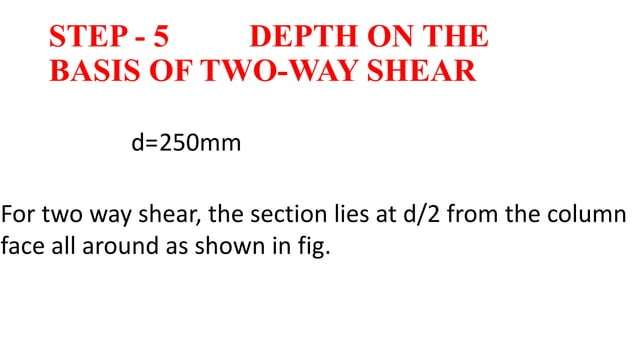 STEP - 5 DEPTH ON THE
BASIS OF TWO-WAY SHEAR
d=250mm
For two way shear, the section lies at d/2 from the column
face all around as shown in fig.